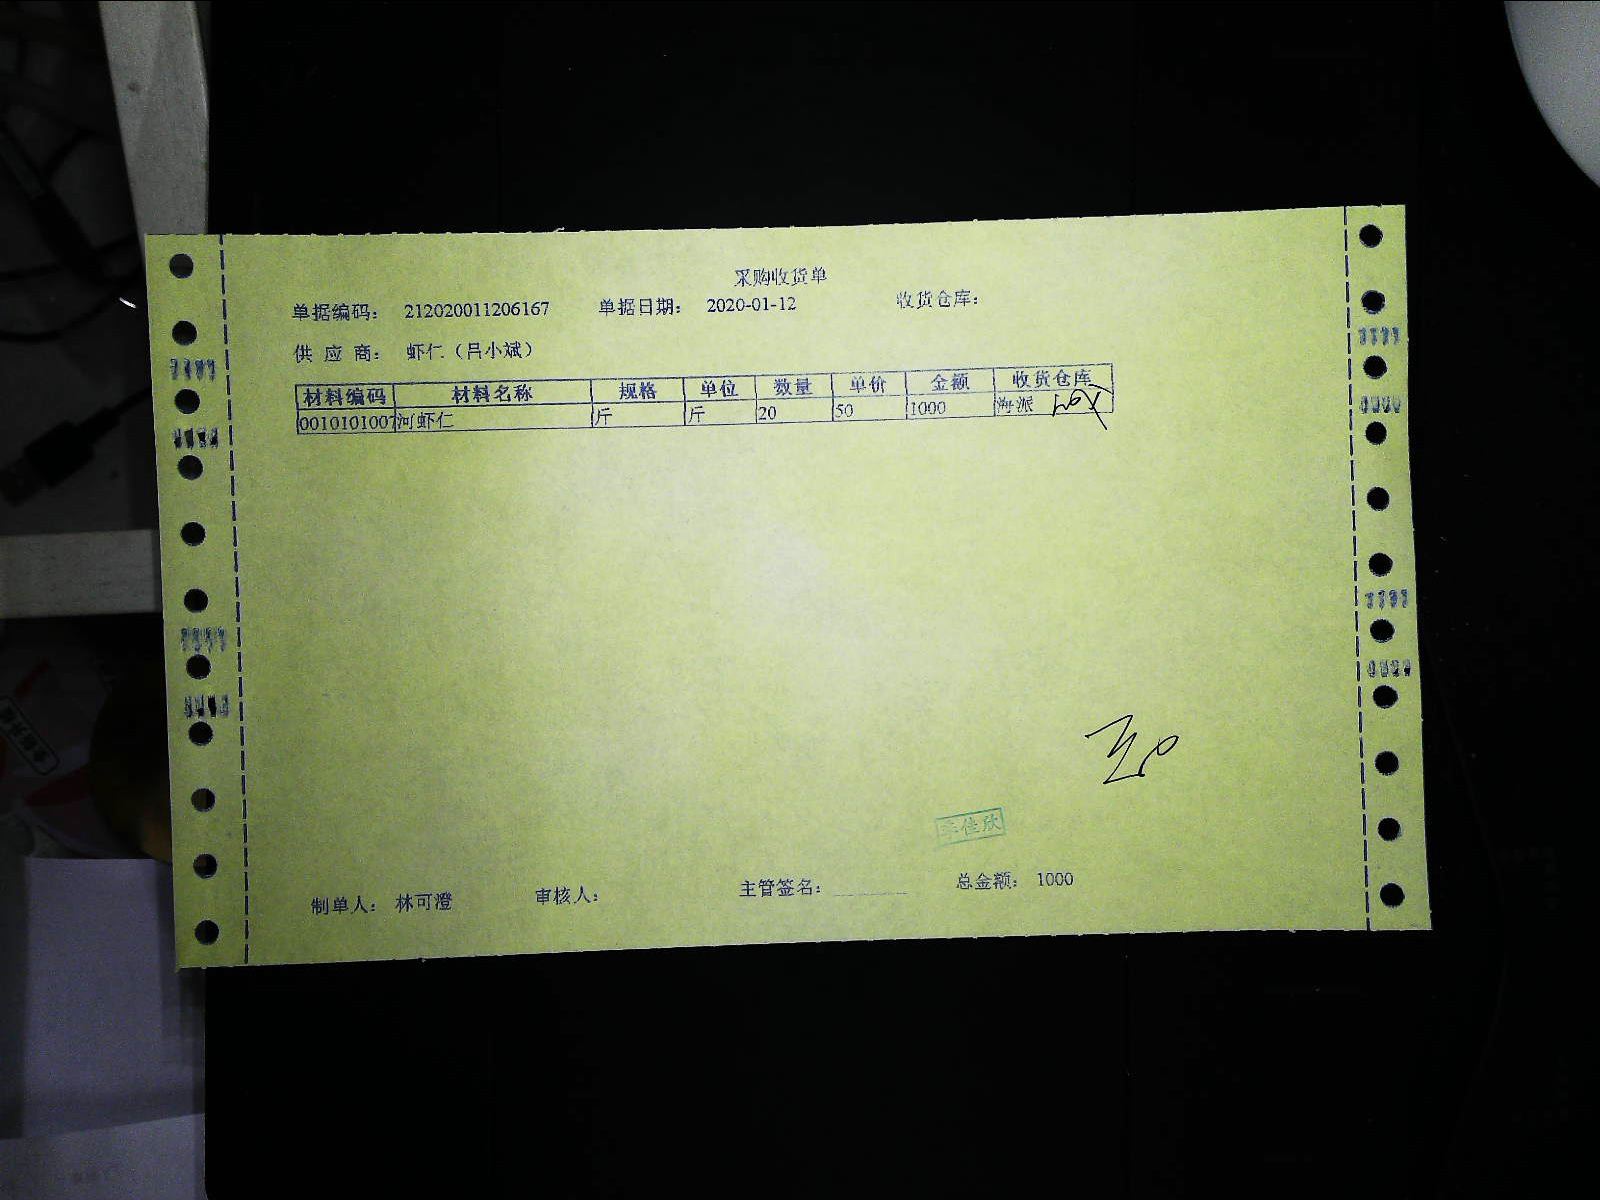 采购收货单
单据编码： 212020011206167 单据日期： 2020-01-12 收货仓库：
供 应 商： 虾仁（吕小斌）
材料编码 材料名称 规格 单位 数量 单价 金额 收货仓库
0010101007 河虾仁 斤 斤 20 50 1000 海派
佳欣
制单人： 林可澄 审核人： 主管签名： 总金额： 1000